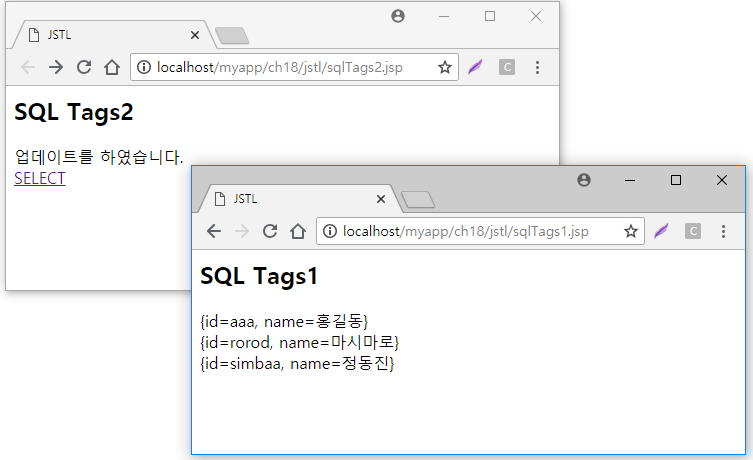 JSTL
localhost/myapp/ch18/jstl/sqlTags2.jsp
C
SQL Tags2
업데이트를 하였습니다.
SELECT
JSTL
localhost/myapp/ch18/jstl/sqlTags1.jsp
C
SQL Tags1
{id=aaa, name=홍길동}
{id=rorod, name=마시마로}
{id=simbaa, name=정동진}